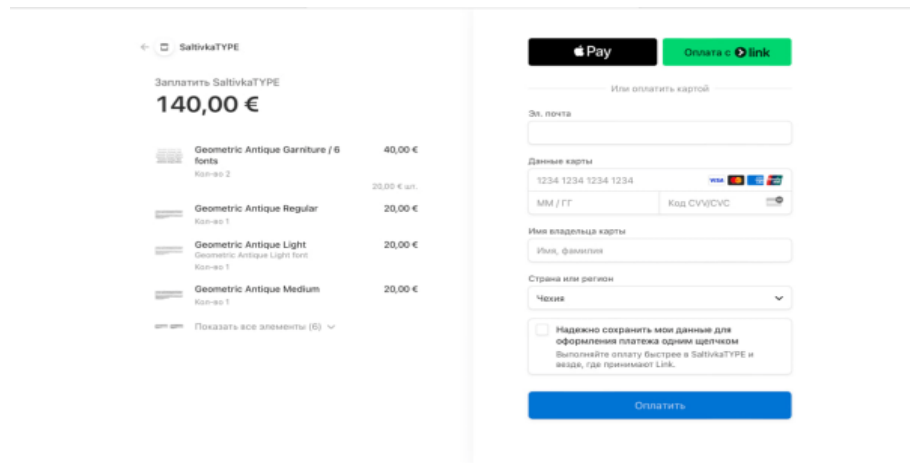 SaltivkaTYPE
Заплатить SaltivkaTYPE
140,00 €
Geometric Antique Garniture / 6 fonts
40,00 €
Кол-во 2
20,00 € шт.
Geometric Antique Regular
20,00 €
Кол-во 1
Geometric Antique Light
20,00 €
Geometric Antique Light font
Кол-во 1
Geometric Antique Medium
20,00 €
Кол-во 1
Показать все элементы (6)
Pay
Оплата с link
Или оплатить картой
Эл. почта
Данные карты
1234 1234 1234 1234
VISA
ММ / ГГ
Код CVV/CVC
Имя владельца карты
Имя, фамилия
Страна или регион
Чехия
Надежно сохранить мои данные для
оформления платежа одним щелчком
Выполняйте оплату быстрее в SaltivkaTYPE и
везде, где принимают Link.
Оплатить